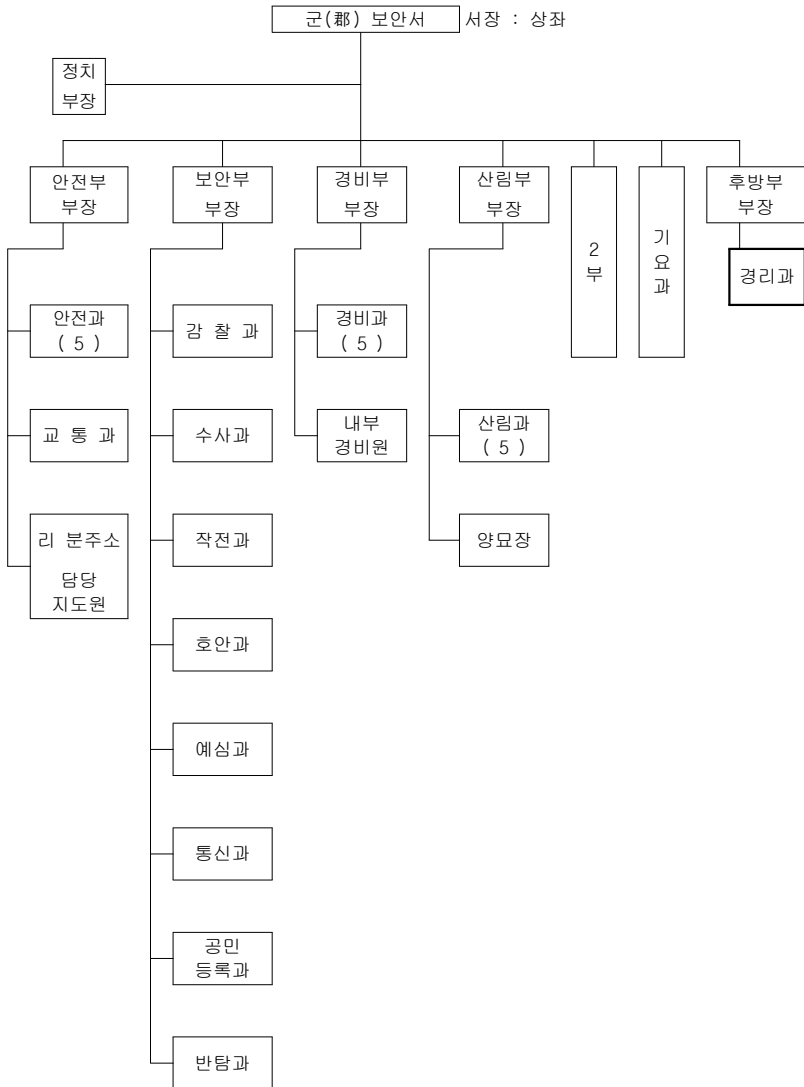 군(郡) 보안서
서장 : 상좌
정치
부장
안전부
부장
보안부
부장
경비부
부장
산림부
부장
2
부
기
요
과
후방부
부장
경리과
안전과
( 5 )
교 통 과
리 분주소
담당
지도원
감 찰 과
수사과
작전과
호안과
예심과
통신과
공민
등록과
반탐과
경비과
( 5 )
내부
경비원
산림과
( 5 )
양묘장